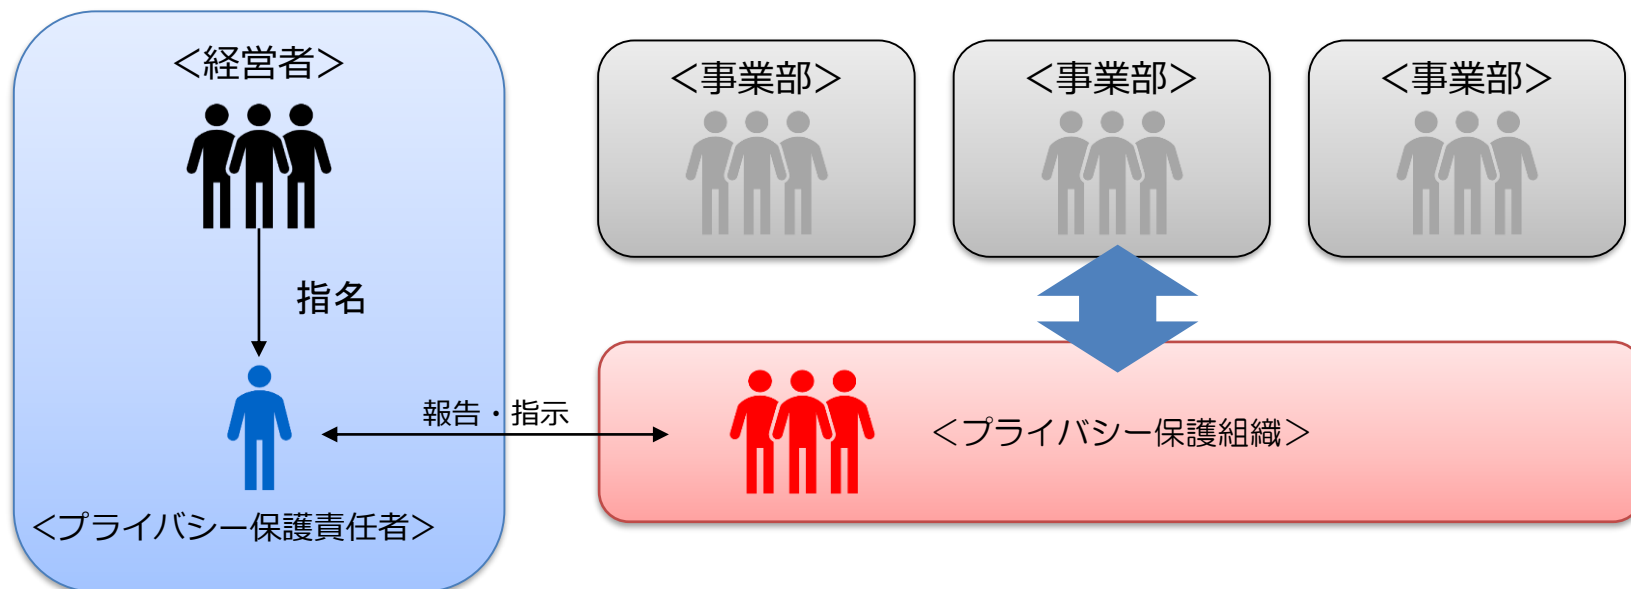 ＜経営者＞
指名
＜プライバシー保護責任者＞
報告・指示
＜事業部＞
＜事業部＞
＜事業部＞
＜プライバシー保護組織＞